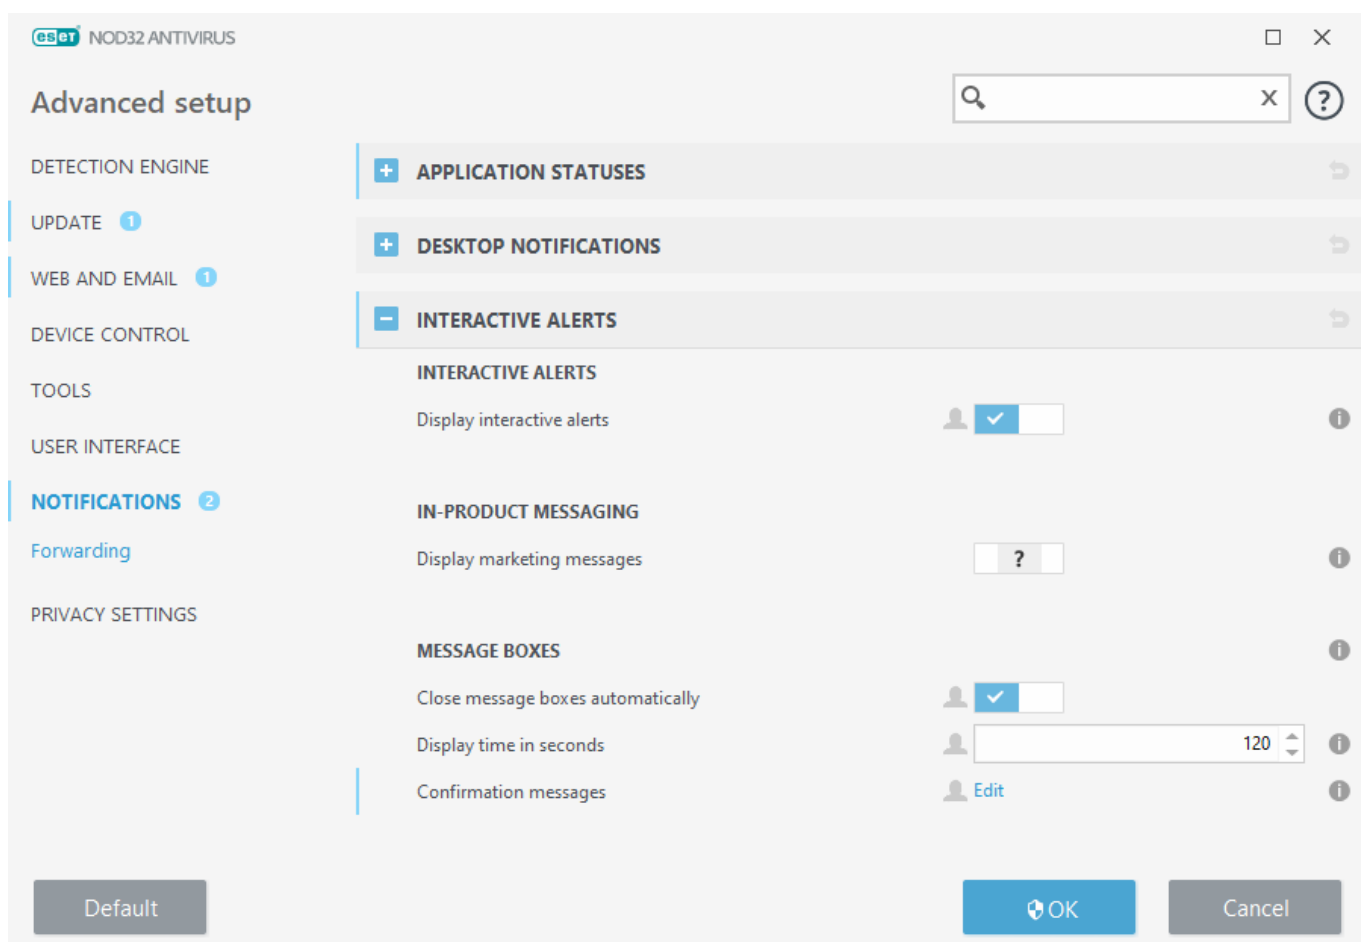 eset NOD32 ANTIVIRUS
Advanced setup
x
?
DETECTION ENGINE
UPDATE 1
WEB AND EMAIL 1
DEVICE CONTROL
TOOLS
USER INTERFACE
NOTIFICATIONS 2
Forwarding
PRIVACY SETTINGS
APPLICATION STATUSES
DESKTOP NOTIFICATIONS
INTERACTIVE ALERTS
INTERACTIVE ALERTS
Display interactive alerts
IN-PRODUCT MESSAGING
Display marketing messages ?
MESSAGE BOXES
Close message boxes automatically
Display time in seconds 120
Confirmation messages Edit
Default
OK
Cancel